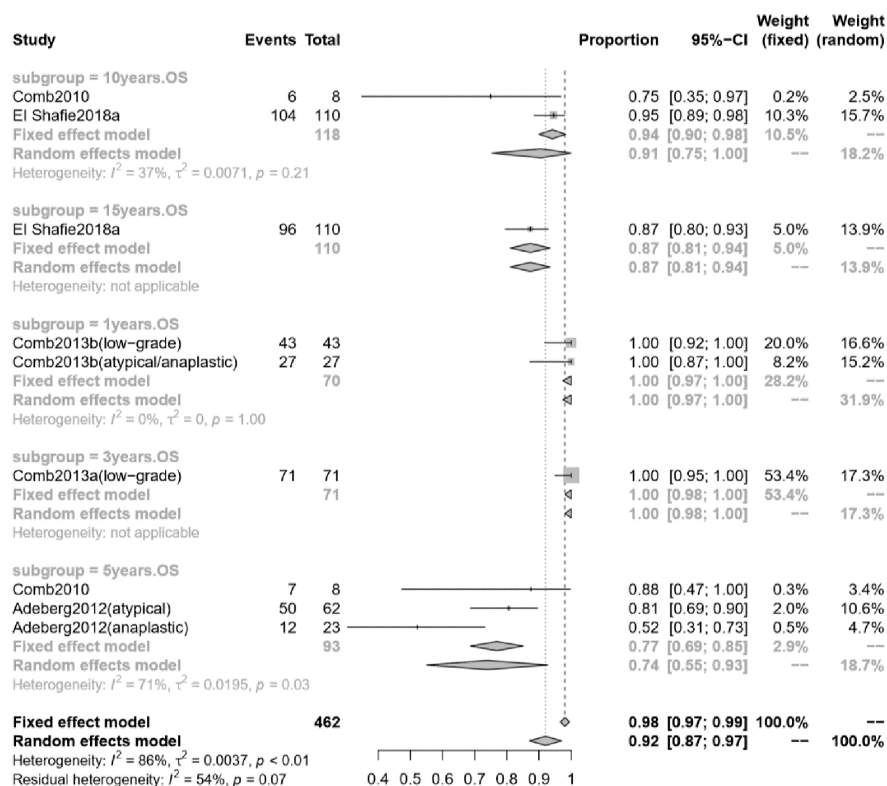 Weight Weight
Study Events Total Proportion 95%−CI (fixed) (random)
subgroup = 10years.OS
Comb2010 6 8 0.75 [0.35; 0.97] 0.2% 2.5%
El Shafie2018a 104 110 0.95 [0.89; 0.98] 10.3% 15.7%
Fixed effect model 118 0.94 [0.90; 0.98] 10.5% −−
Random effects model 0.91 [0.75; 1.00] −− 18.2%
Heterogeneity: I² = 37%, τ² = 0.0071, p = 0.21
subgroup = 15years.OS
El Shafie2018a 96 110 0.87 [0.80; 0.93] 5.0% 13.9%
Fixed effect model 110 0.87 [0.81; 0.94] 5.0% −−
Random effects model 0.87 [0.81; 0.94] −− 13.9%
Heterogeneity: not applicable
subgroup = 1years.OS
Comb2013b(low−grade) 43 43 1.00 [0.92; 1.00] 20.0% 16.6%
Comb2013b(atypical/anaplastic) 27 27 1.00 [0.87; 1.00] 8.2% 15.2%
Fixed effect model 70 1.00 [0.97; 1.00] 28.2% −−
Random effects model 1.00 [0.97; 1.00] −− 31.9%
Heterogeneity: I² = 0%, τ² = 0, p = 1.00
subgroup = 3years.OS
Comb2013a(low−grade) 71 71 1.00 [0.95; 1.00] 53.4% 17.3%
Fixed effect model 71 1.00 [0.98; 1.00] 53.4% −−
Random effects model 1.00 [0.98; 1.00] −− 17.3%
Heterogeneity: not applicable
subgroup = 5years.OS
Comb2010 7 8 0.88 [0.47; 1.00] 0.3% 3.4%
Adeberg2012(atypical) 50 62 0.81 [0.69; 0.90] 2.0% 10.6%
Adeberg2012(anaplastic) 12 23 0.52 [0.31; 0.73] 0.5% 4.7%
Fixed effect model 93 0.77 [0.69; 0.85] 2.9% −−
Random effects model 0.74 [0.55; 0.93] −− 18.7%
Heterogeneity: I² = 71%, τ² = 0.0195, p = 0.03
Fixed effect model 462 0.98 [0.97; 0.99] 100.0% −−
Random effects model 0.92 [0.87; 0.97] −− 100.0%
Heterogeneity: I² = 86%, τ² = 0.0037, p < 0.01
Residual heterogeneity: I² = 54%, p = 0.07 0.4 0.5 0.6 0.7 0.8 0.9 1